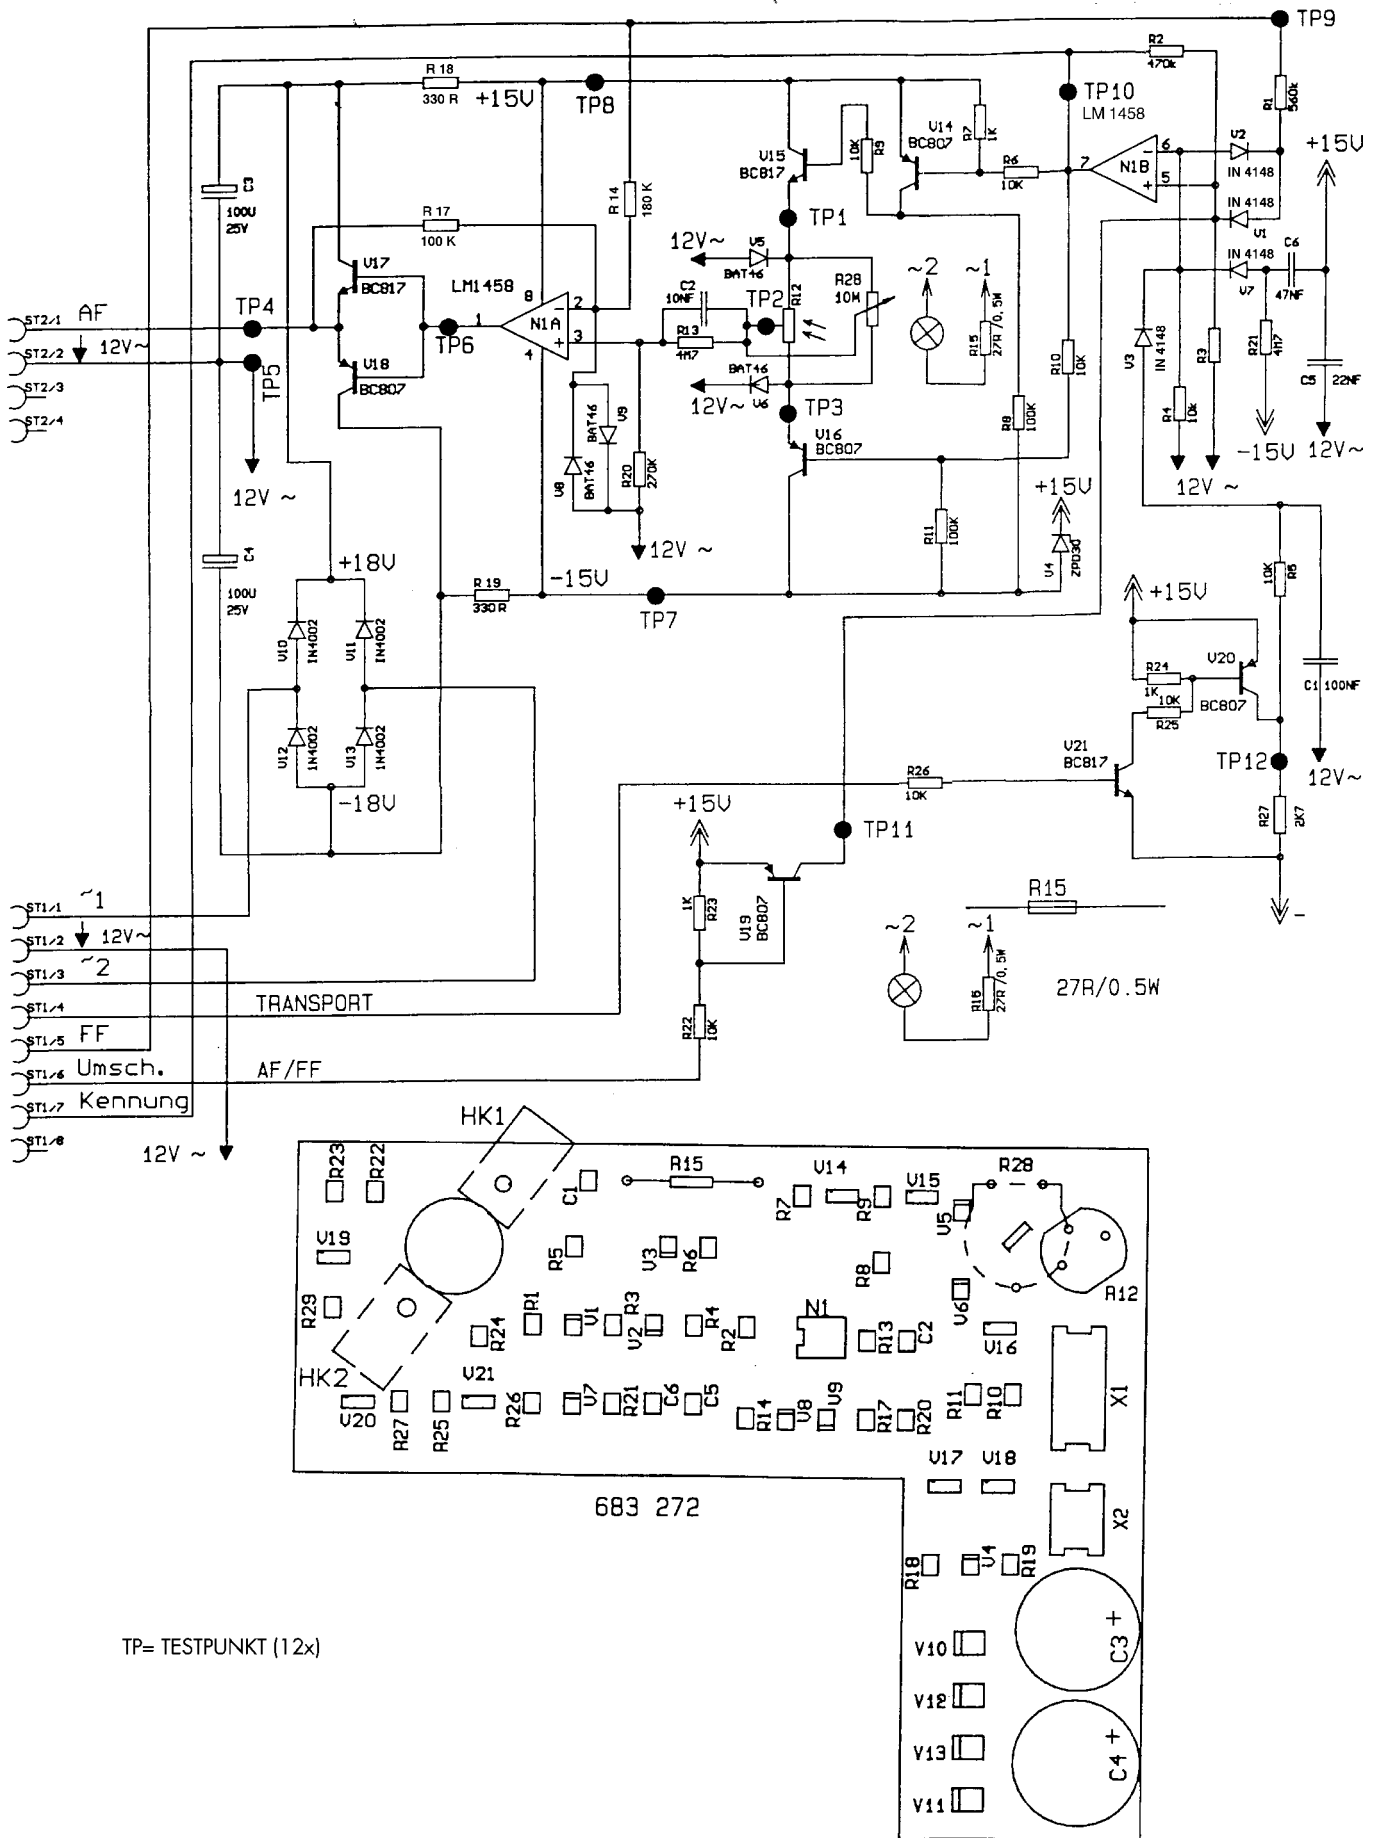 TP9
R2
470k
R1
560k
R 18
330 R
+15V
TP8
TP10
LM 1458
V14
BC807
R7
1K
R9
10K
V15
BC817
R6
10K
7
N1B
6
5
-
+
V2
IN 4148
+15V
C3
100U
25V
R 17
100 K
R 14
180 K
TP1
IN 4148
V1
V17
BC817
LM1458
8
2
12V~
V5
BAT46
R28
10M
~2
~1
IN 4148
V7
C6
47NF
C2
10NF
TP2
R12
AF
ST2/1
TP4
TP6
1
N1A
-
+
3
4
R13
4M7
R15
27R /0,5W
R10
10K
V3
IN 4148
R3
R21
4M7
C5
22NF
ST2/2
12V~
TP5
V18
BC807
BAT46
V6
12V~
TP3
ST2/3
ST2/4
V9
BAT46
V8
BAT46
R20
270K
V16
BC807
R8
100K
R4
10k
-15V
12V~
12V ~
12V ~
+15V
C4
100U
25V
12V ~
R11
100K
V4
ZPD30
+18V
-15V
R 19
330 R
TP7
R5
10K
+15V
V10
1N4002
V11
1N4002
R24
1K
10K
R25
V20
BC807
C1
100NF
V12
1N4002
V13
1N4002
V21
BC817
TP12
12V~
-18V
R26
10K
R27
2K7
+15V
TP11
R23
1K
V19
BC807
R15
-
ST1/1
~1
ST1/2
12V~
~2
~1
ST1/3
~2
R16
27R /0,5W
27R/0.5W
ST1/4
TRANSPORT
R22
10K
ST1/5
FF
ST1/6
Umsch.
AF/FF
ST1/7
Kennung
ST1/8
12V ~
HK1
R23
R22
C1
R15
R7
V14
R9
V15
R28
V5
V19
R5
V3
R6
R8
V6
R12
R29
R24
R1
V1
R3
V2
R4
R2
N1
R13
C2
V16
HK2
V20
R27
R25
V21
R26
V7
R21
C6
C5
R14
V8
V9
R17
R20
R11
R10
X1
V17
V18
683 272
X2
R18
V4
R19
C3 +
TP= TESTPUNKT (12x)
V10
V12
V13
C4 +
V11